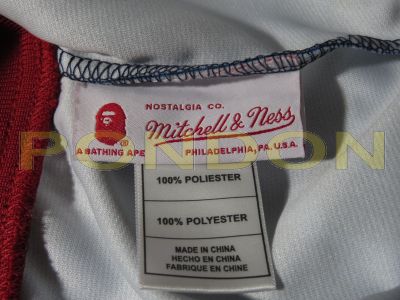 NOSTALGIA CO.
Mitchell & Ness
A BATHING APE
PHILADELPHIA, PA. U.S.A.
PONDON
100% POLIESTER
100% POLYESTER
MADE IN CHINA
HECHO EN CHINA
FABRIQUE EN CHINE